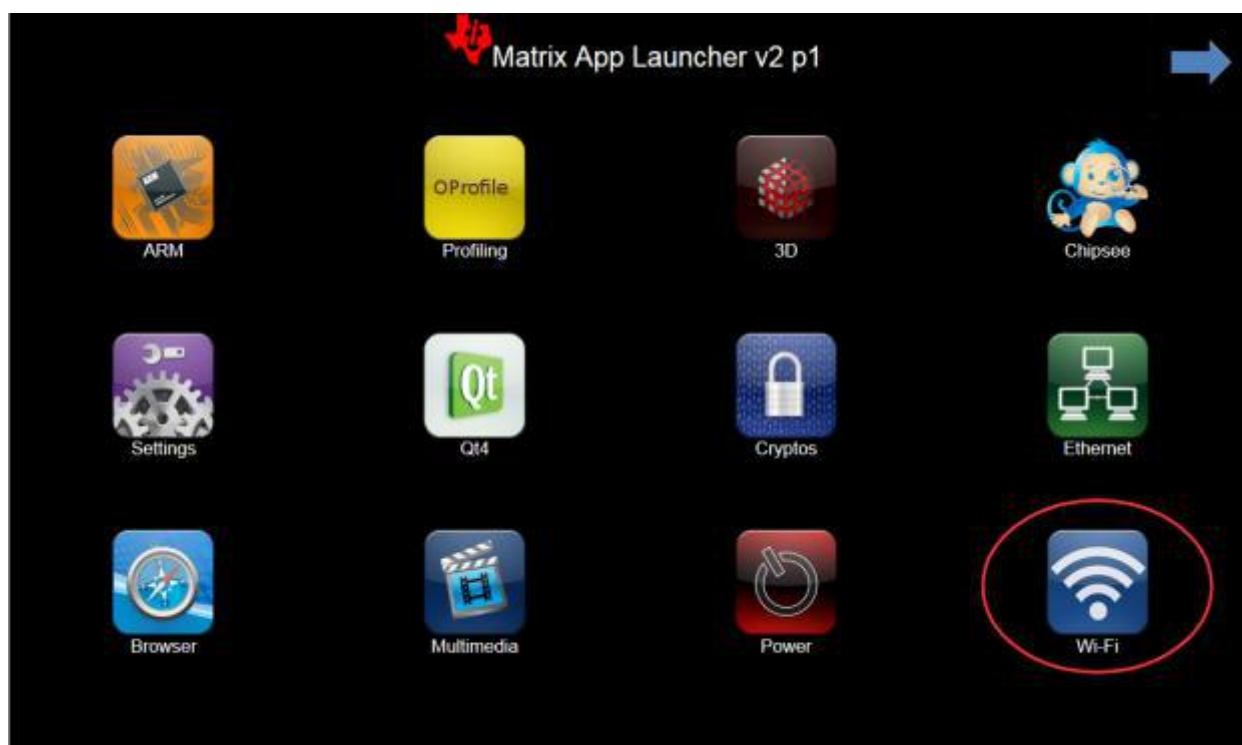 Matrix App Launcher v2 p1
OProfile
ARM
Profiling
3D
Chipsee
Qt
Settings
Qt4
Cryptos
Ethernet
Browser
Multimedia
Power
Wi-Fi